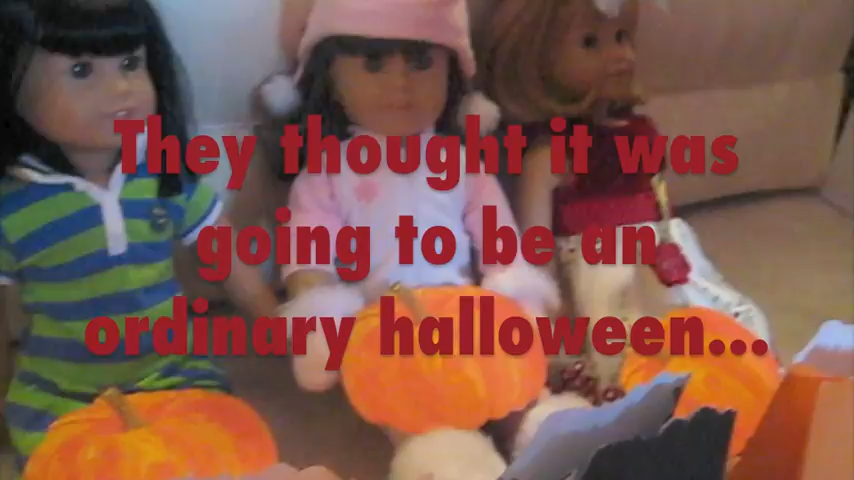 They thought it was
going to be an
ordinary halloween...